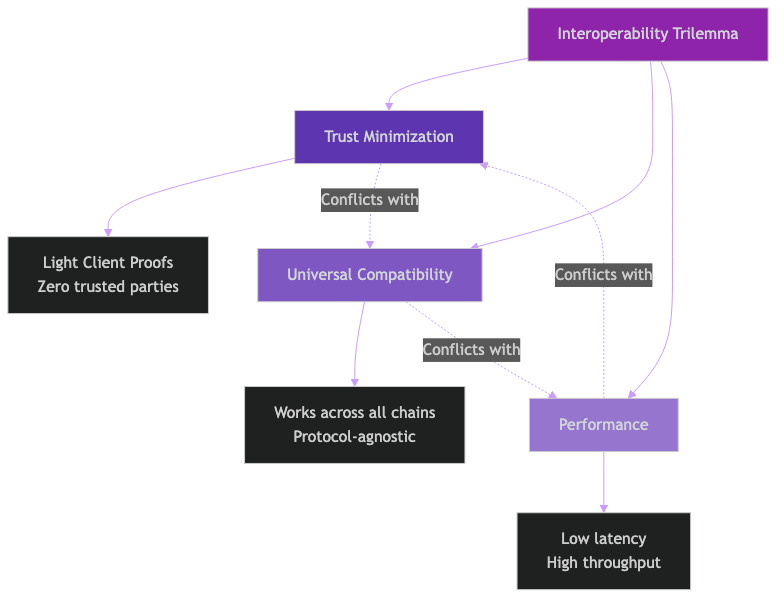 Interoperability Trilemma
Trust Minimization
Conflicts with
Light Client Proofs
Zero trusted parties
Universal Compatibility
Conflicts with
Conflicts with
Works across all chains
Protocol-agnostic
Performance
Low latency
High throughput